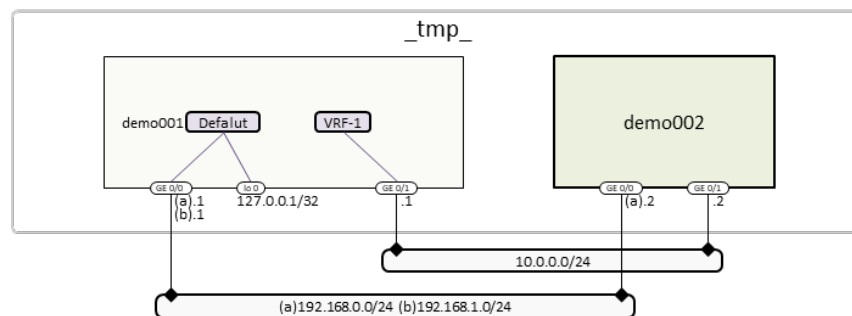 _tmp_
demo001
Defalut
VRF-1
demo002
GE 0/0
lo 0
GE 0/1
GE 0/0
GE 0/1
(a).1
(b).1
127.0.0.1/32
.1
(a).2
.2
10.0.0.0/24
(a)192.168.0.0/24 (b)192.168.1.0/24